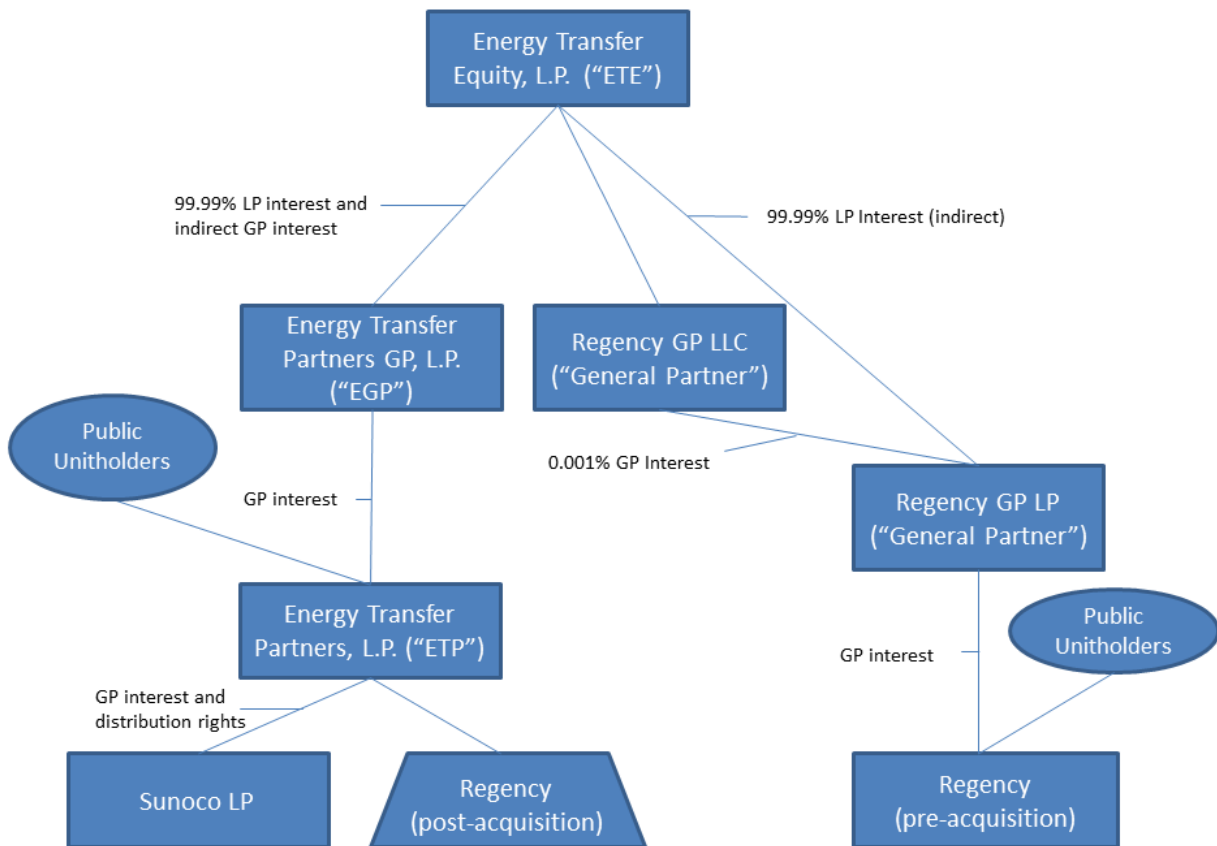 Energy Transfer
Equity, L.P. (“ETE”)
99.99% LP interest and
indirect GP interest
99.99% LP Interest (indirect)
Energy Transfer
Partners GP, L.P.
(“EGP”)
Regency GP LLC
(“General Partner”)
Public
Unitholders
0.001% GP Interest
GP interest
Regency GP LP
(“General Partner”)
Energy Transfer
Partners, L.P. (“ETP”)
Public
Unitholders
GP interest
GP interest and
distribution rights
Sunoco LP
Regency
(post-acquisition)
Regency
(pre-acquisition)